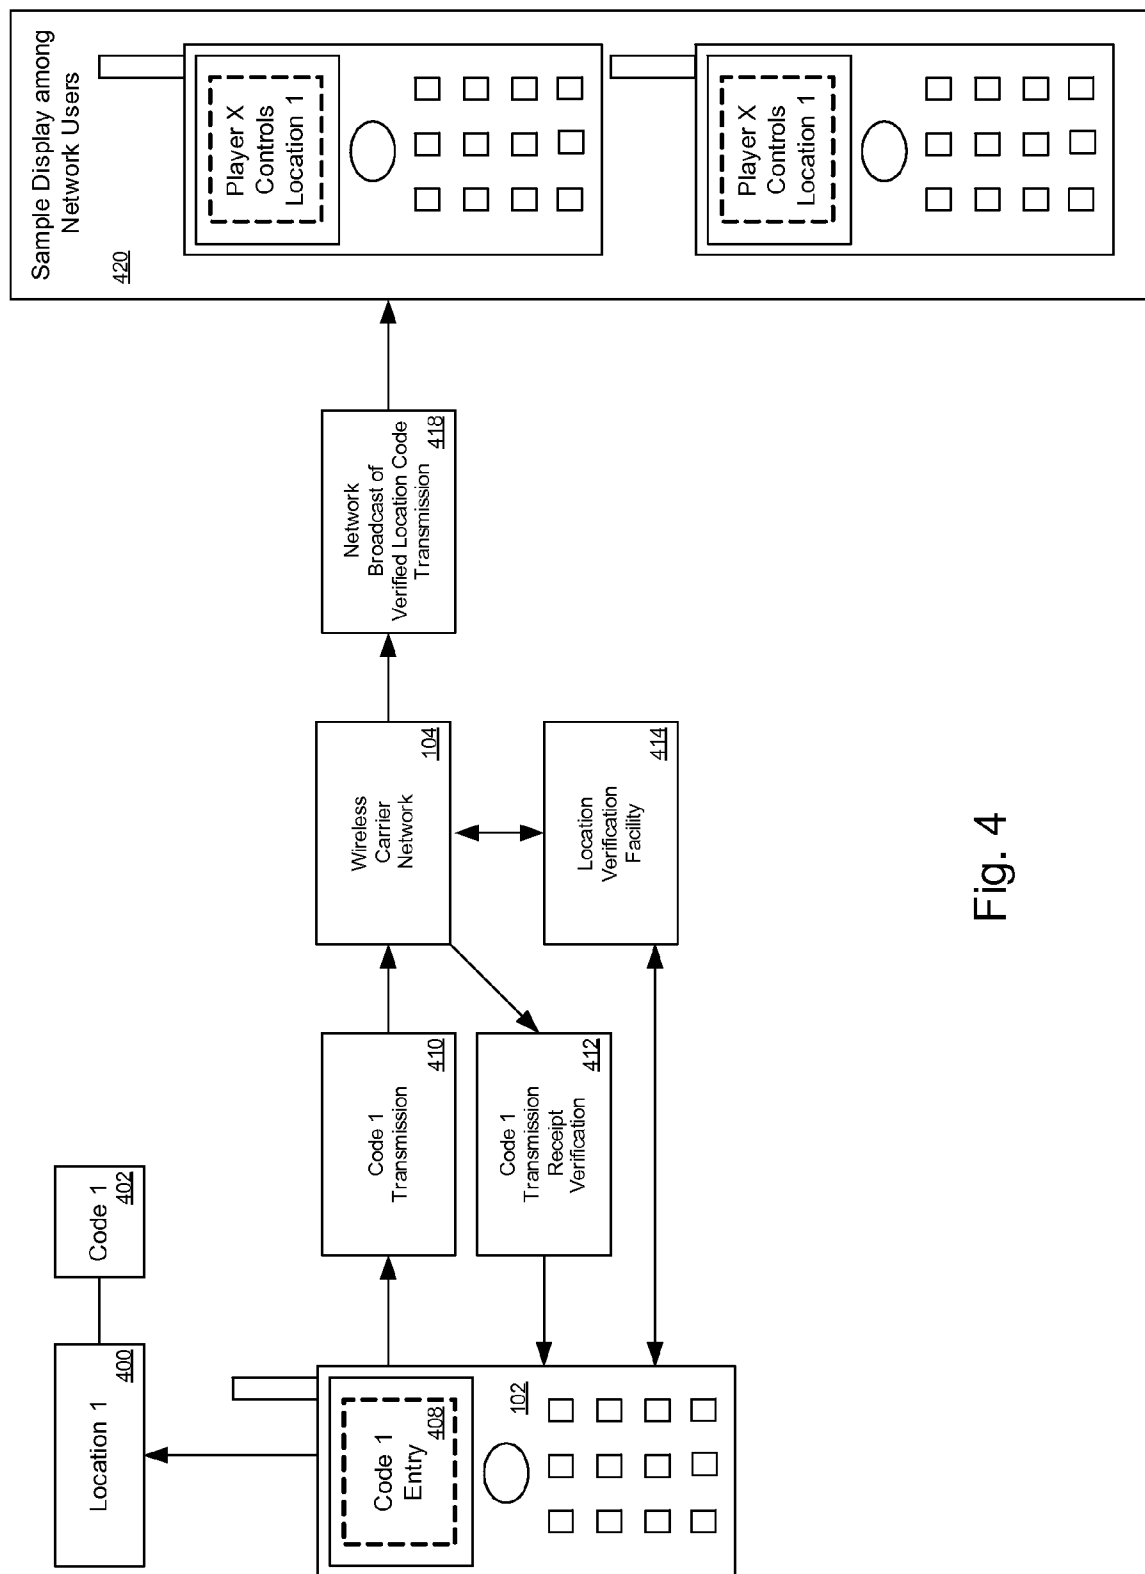 Location 1
400
Code 1
402
Code 1
Entry
408
102
Code 1
Transmission
410
Code 1
Transmission
Receipt
Verification
412
Wireless
Carrier
Network
104
Location
Verification
Facility
414
Network
Broadcast of
Verified Location Code
Transmission
418
Sample Display among
Network Users
420
Player X
Controls
Location 1
Player X
Controls
Location 1
Fig. 4